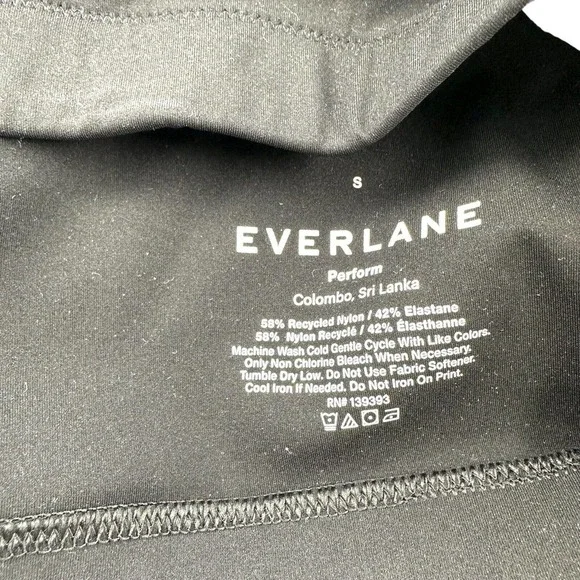 S
EVERLANE
Perform
Colombo, Sri Lanka
58% Recycled Nylon / 42% Elastane
58% Nylon Recyclé / 42% Élasthanne
Machine Wash Cold Gentle Cycle With Like Colors.
Only Non Chlorine Bleach When Necessary.
Tumble Dry Low. Do Not Use Fabric Softener.
Cool Iron If Needed. Do Not Iron On Print.
RN# 139393